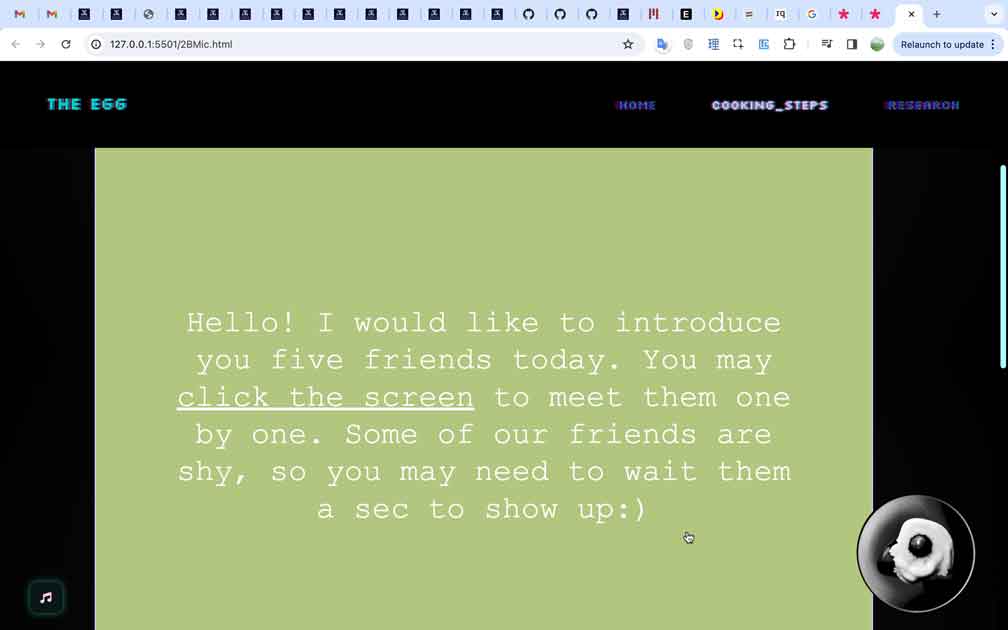 127.0.0.1:5501/2BMic.html
Relaunch to update
THE EGG
HOME
COOKING_STEPS
RESEARCH
Hello! I would like to introduce
you five friends today. You may
click the screen to meet them one
by one. Some of our friends are
shy, so you may need to wait them
a sec to show up:)